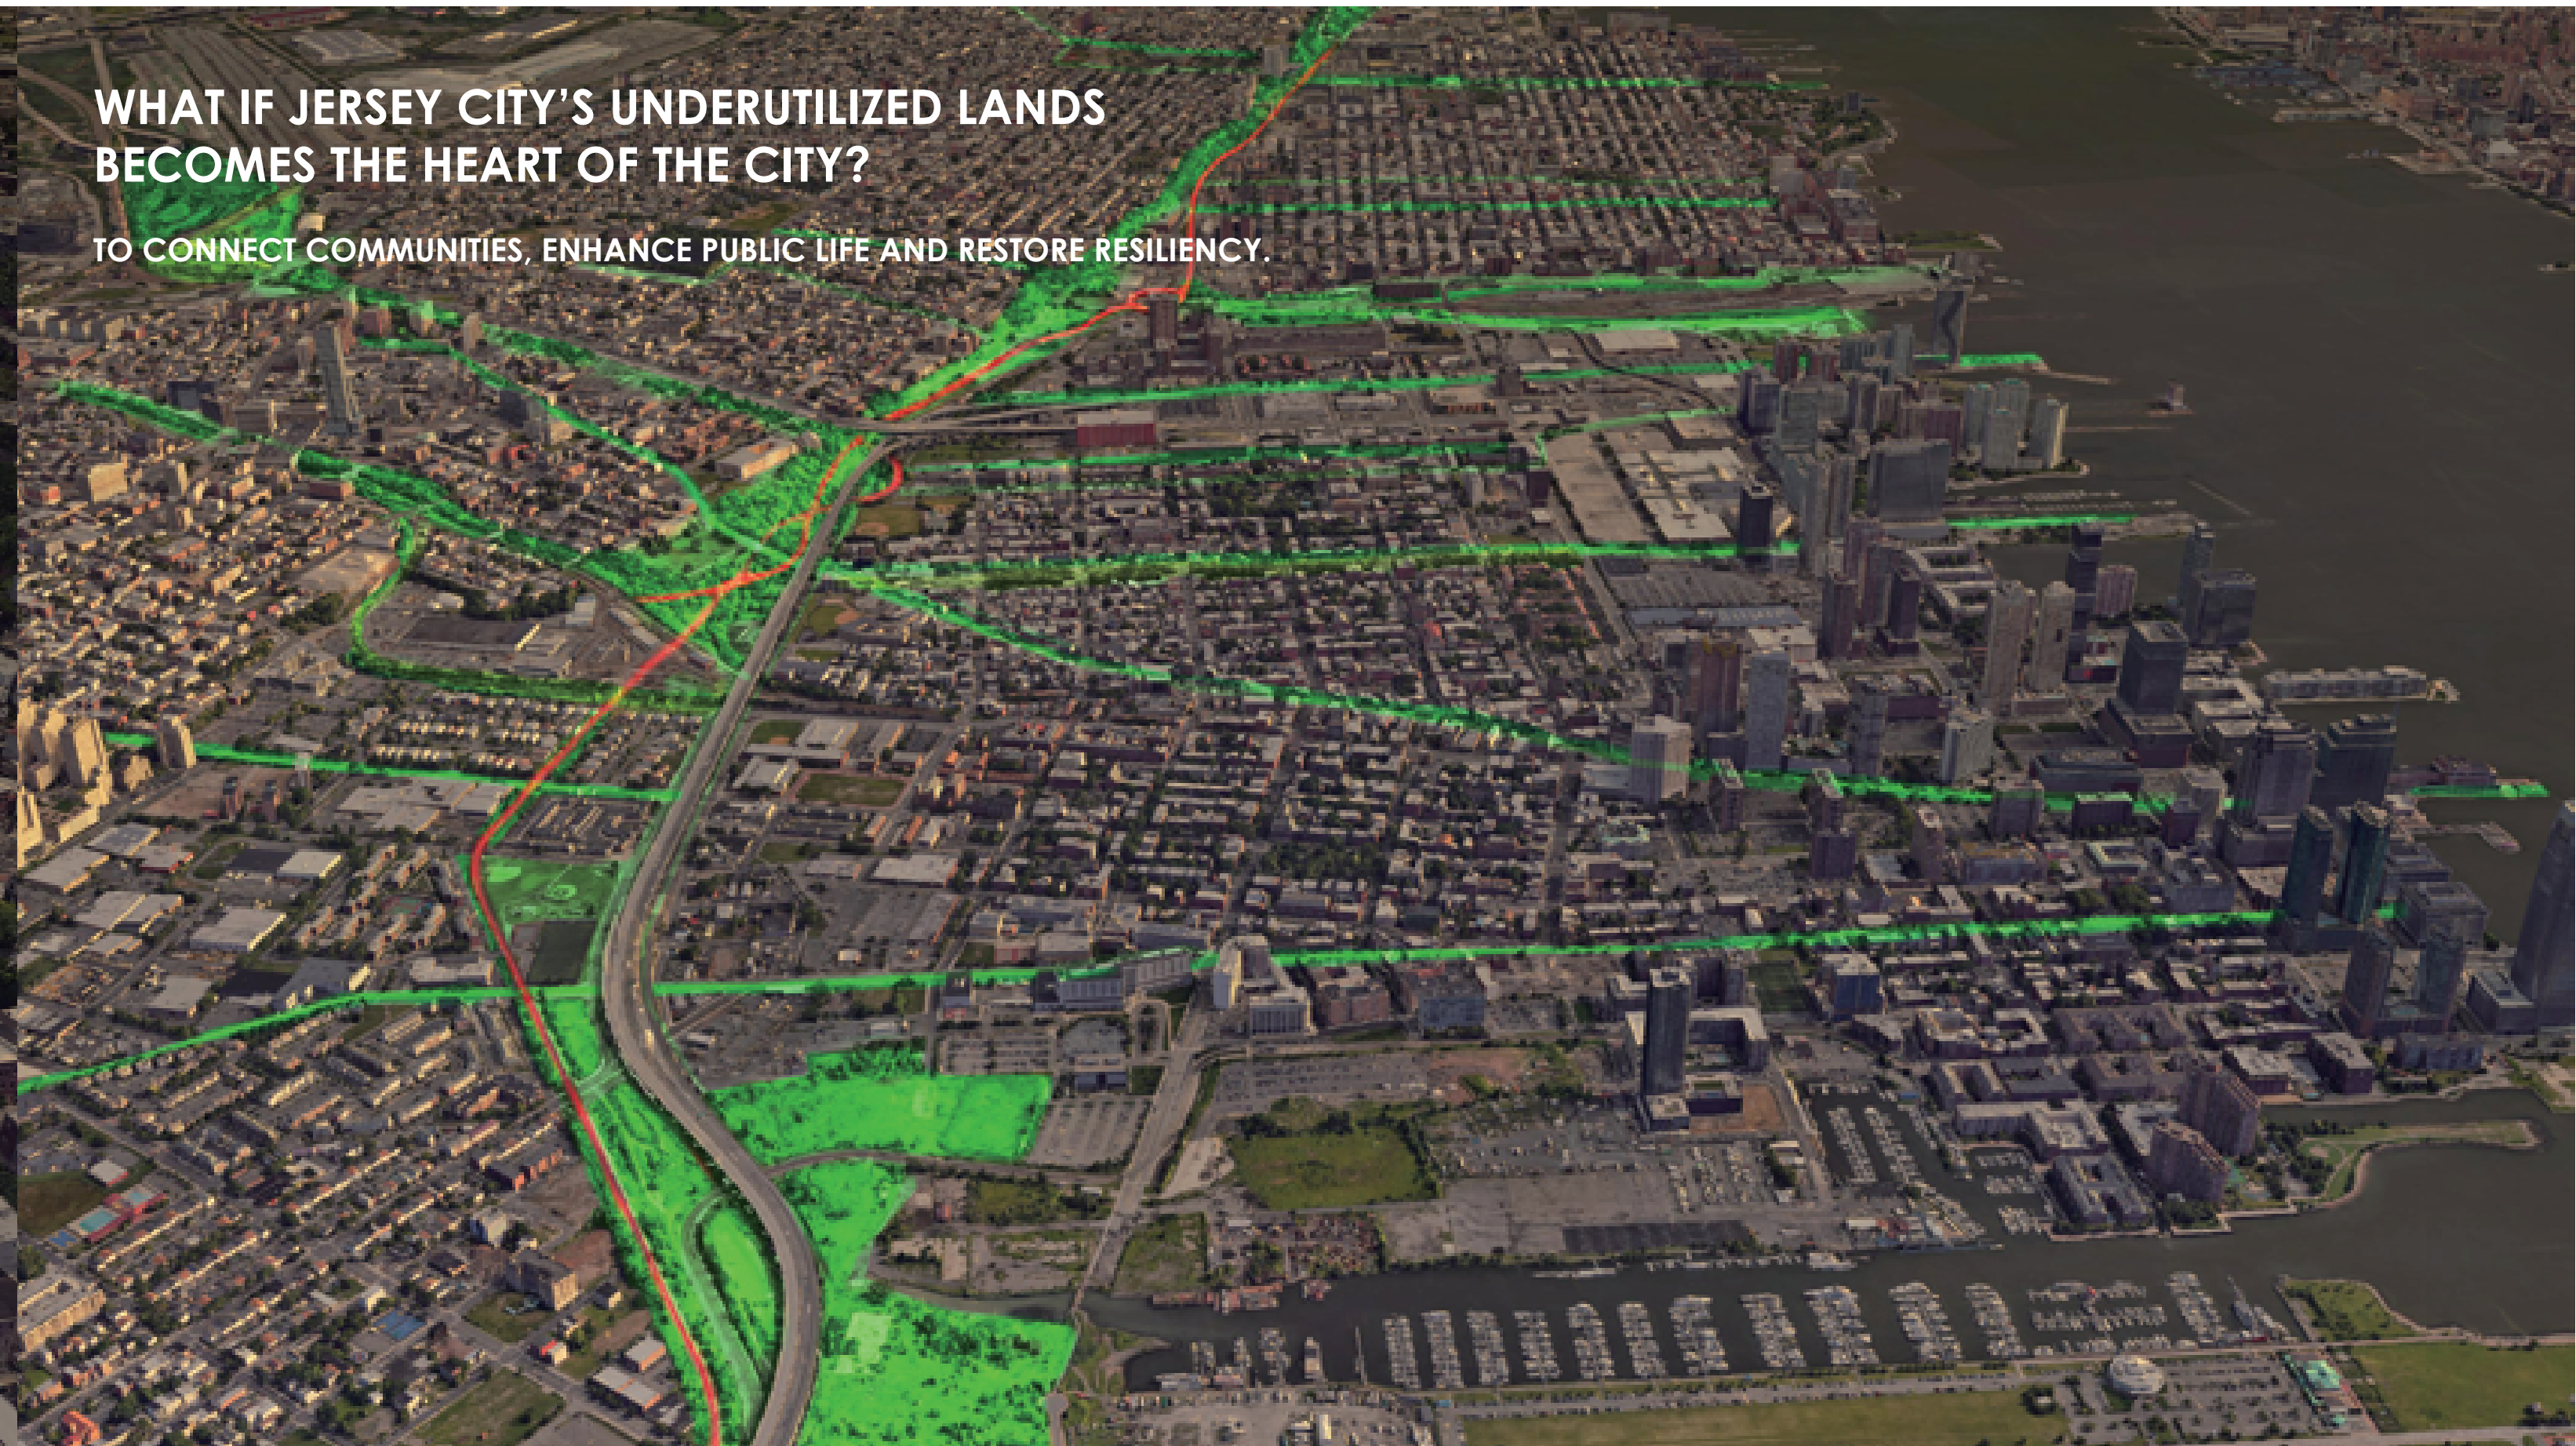 WHAT IF JERSEY CITY'S UNDERUTILIZED LANDS
BECOMES THE HEART OF THE CITY?
TO CONNECT COMMUNITIES, ENHANCE PUBLIC LIFE AND RESTORE RESILIENCY.